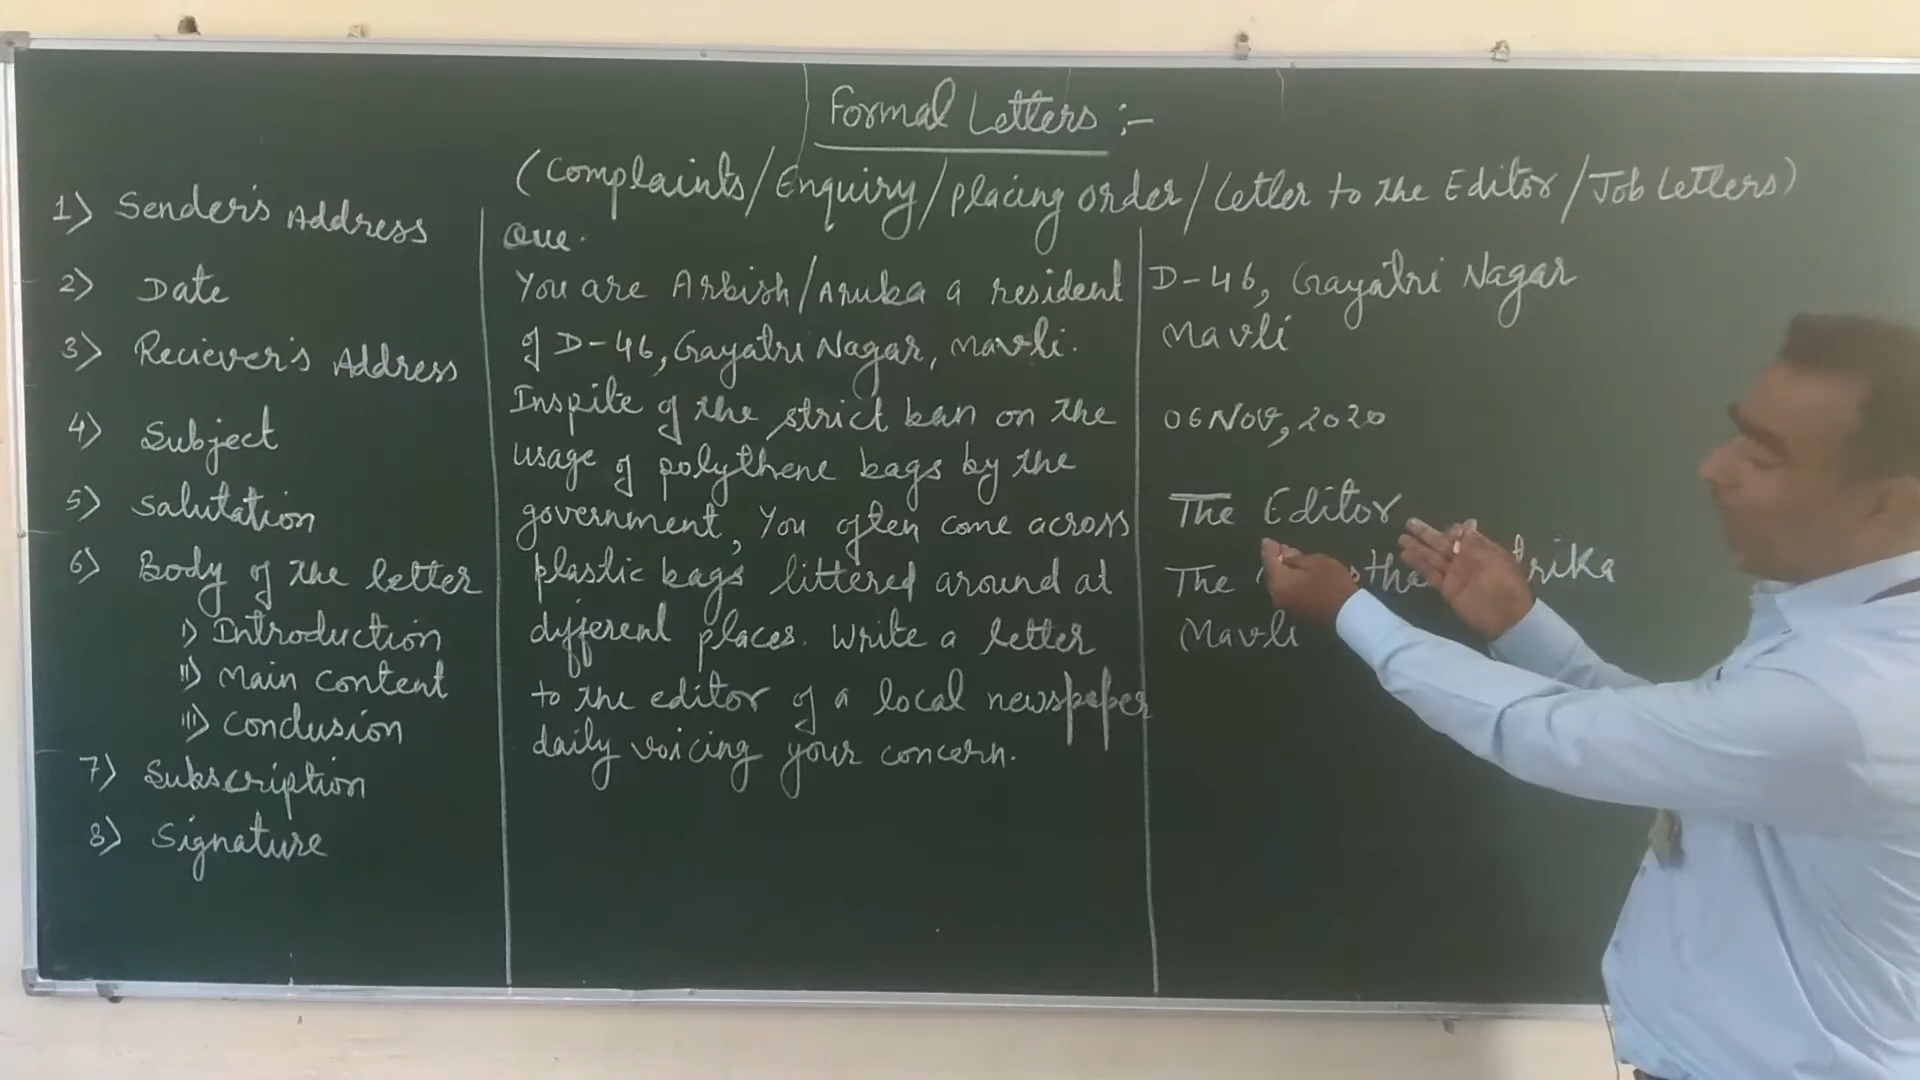 Formal Letters :-
(Complaints/Enquiry/placing order/Letter to the Editor/Job Letters)
1) Sender's Address
2) Date
3) Reciever's Address
4) Subject
5) Salutation
6) Body of the letter
i) Introduction
ii) Main Content
iii) Conclusion
7) Subscription
8) Signature
Que.
You are Arbish/Anuka a resident
of D-46, Gayatri Nagar, Mavli.
Inspite of the strict ban on the
usage of polythene bags by the
government, You often come across
plastic bags littered around at
different places. Write a letter
to the editor of a local newspeper
daily voicing your concern.
D-46, Gayatri Nagar
Mavli
06 Nov, 2020
The Editor
The
Mavli